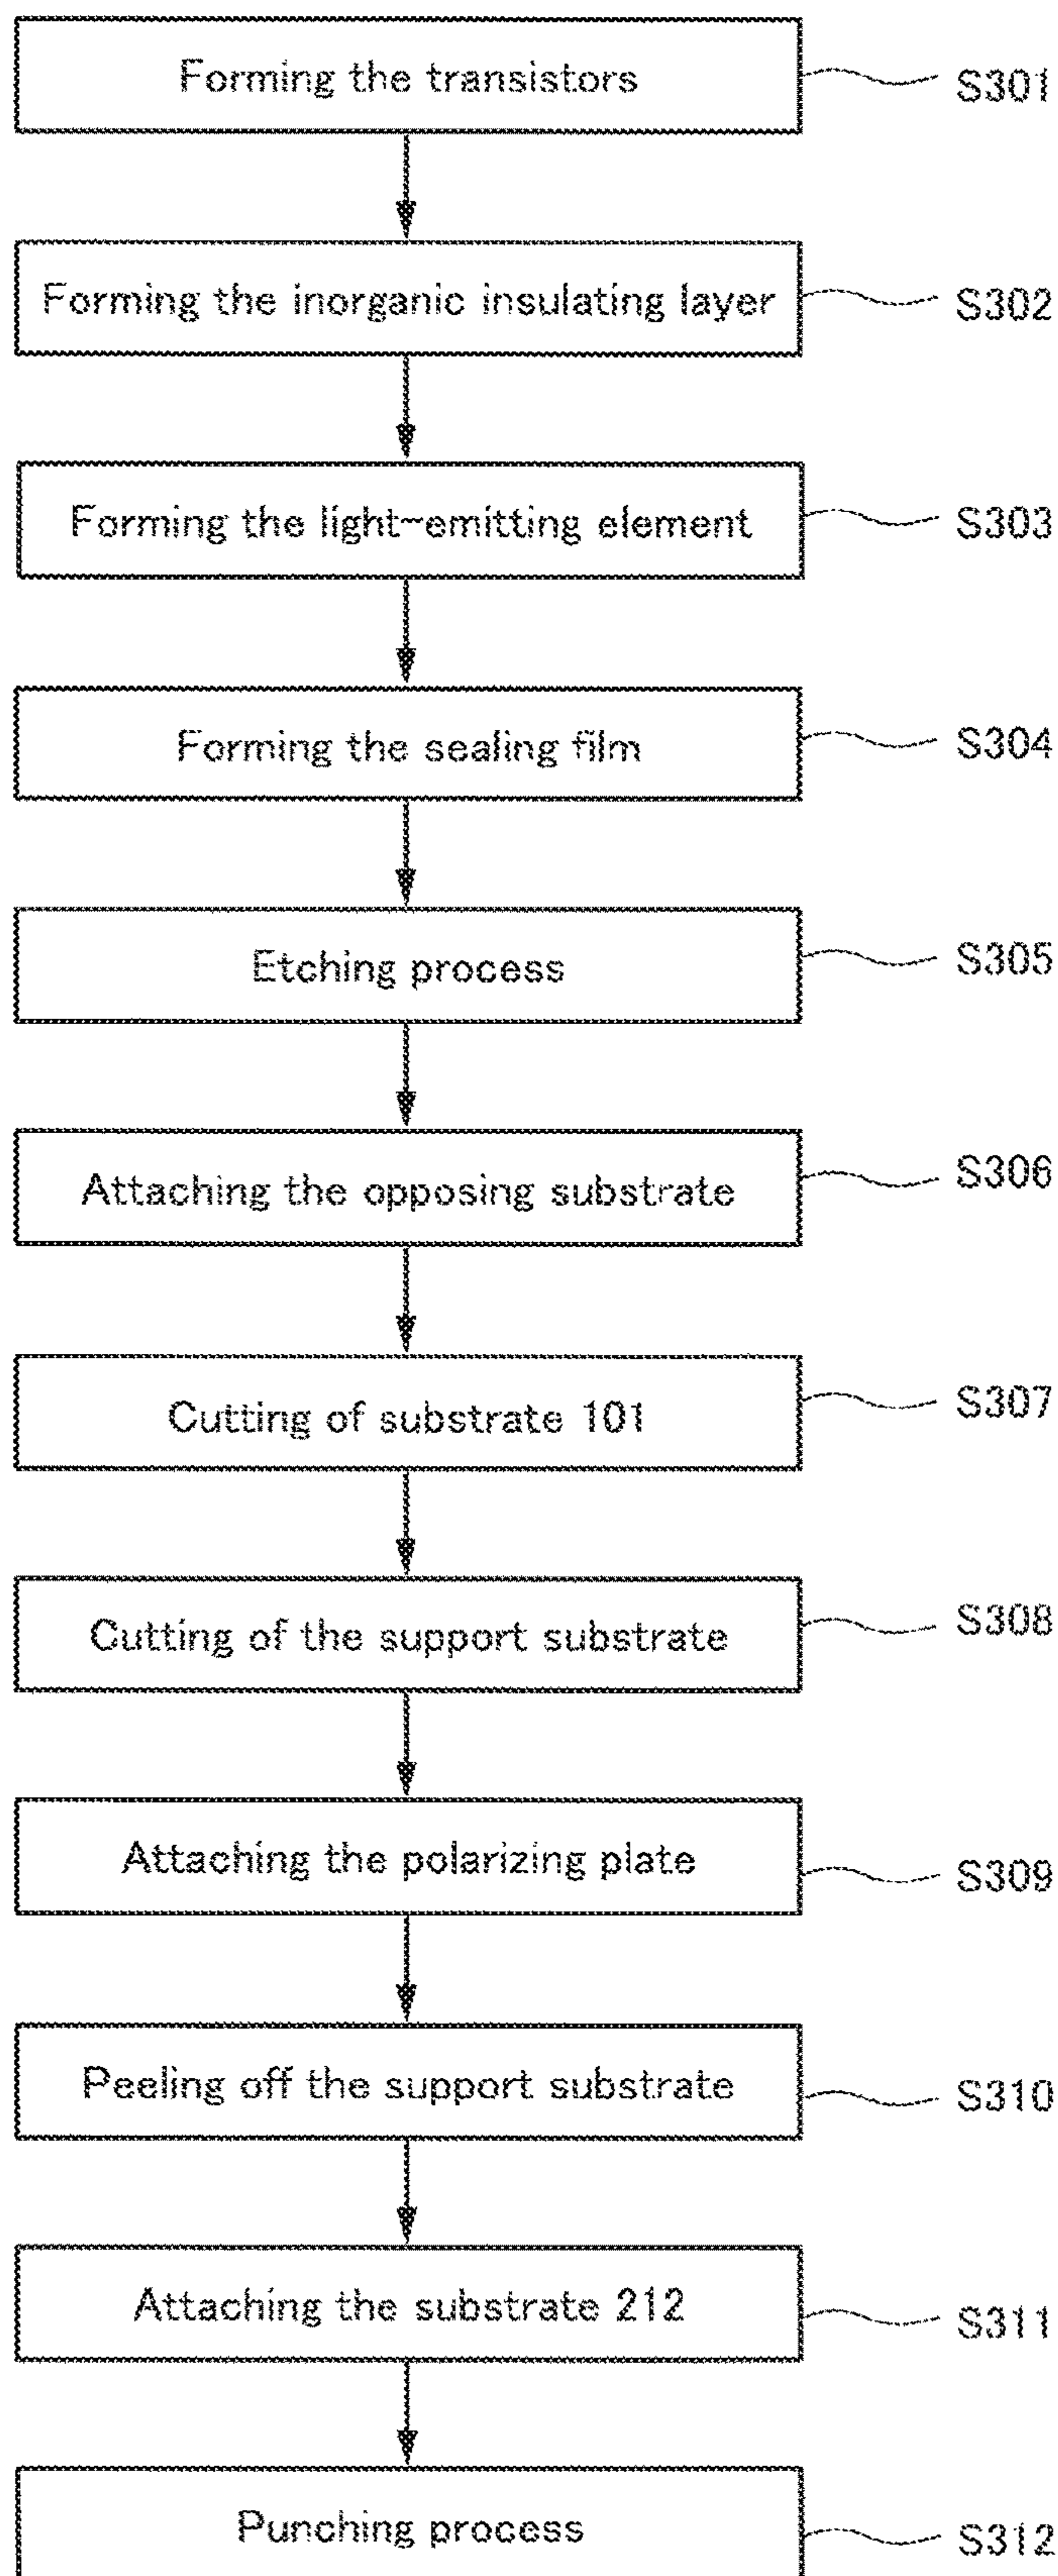 Forming the transistors
S301
Forming the inorganic insulating layer
S302
Forming the light-emitting element
S303
Forming the sealing film
S304
Etching process
S305
Attaching the opposing substrate
S306
Cutting of substrate 101
S307
Cutting of the support substrate
S308
Attaching the polarizing plate
S309
Peeling off the support substrate
S310
Attaching the substrate 212
S311
Punching process
S312